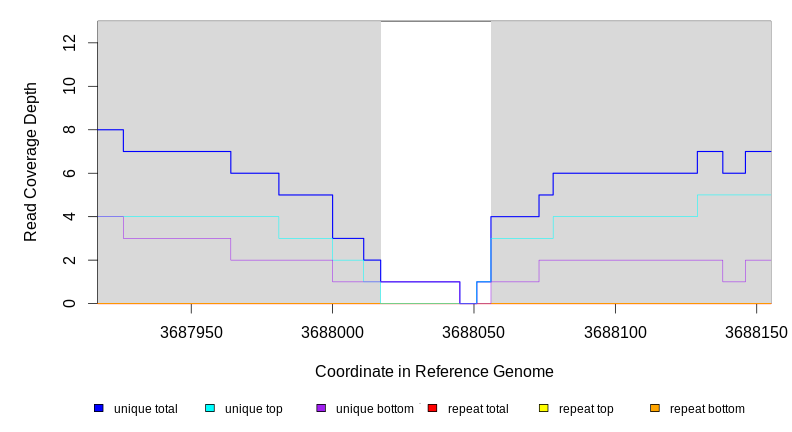 12
10
8
6
4
2
0
Read Coverage Depth
3687950 3688000 3688050 3688100 3688150
Coordinate in Reference Genome
unique total unique top unique bottom repeat total repeat top repeat bottom